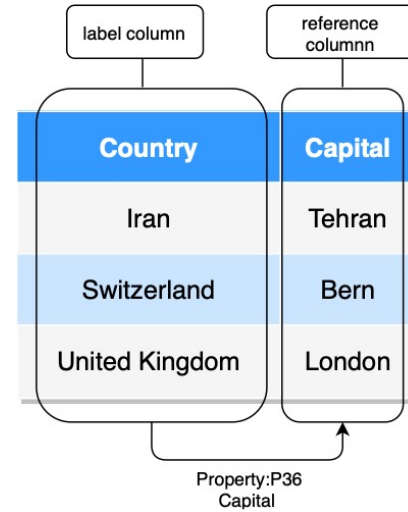 label column
reference
columnn
Country Capital
Iran Tehran
Switzerland Bern
United Kingdom London
Property:P36
Capital